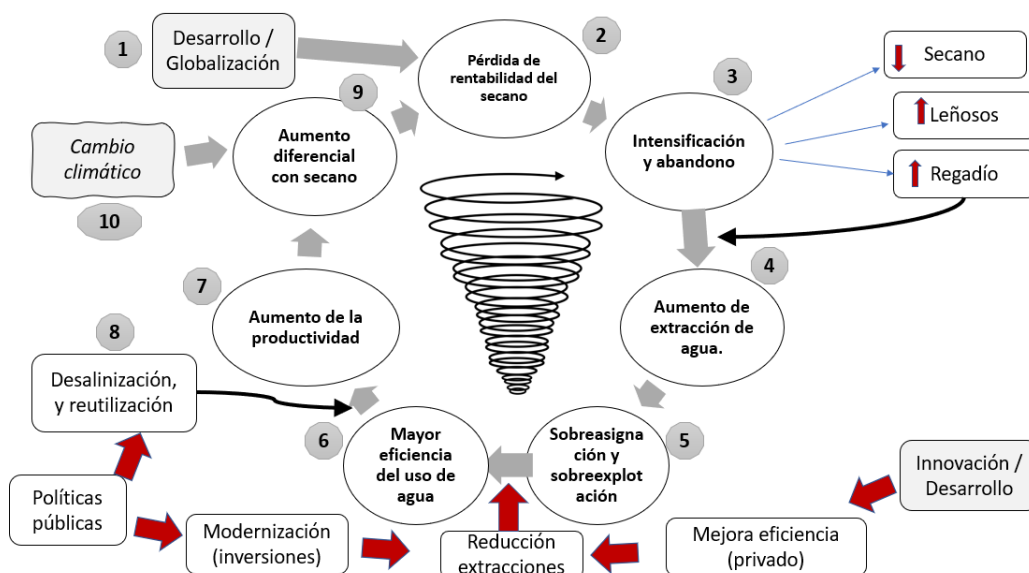 1
Desarrollo /
Globalización
2
Pérdida de
rentabilidad del
secano
3
Intensificación
y abandono
Secano
Leñosos
Regadío
9
Aumento
diferencial
con secano
Cambio
climático
10
4
Aumento de
extracción de
agua.
7
Aumento de la
productividad
8
Desalinización,
y reutilización
6
Mayor
eficiencia
del uso de
agua
5
Sobreasigna
ción y
sobreexplot
ación
Innovación /
Desarrollo
Políticas
públicas
Modernización
(inversiones)
Reducción
extracciones
Mejora eficiencia
(privado)